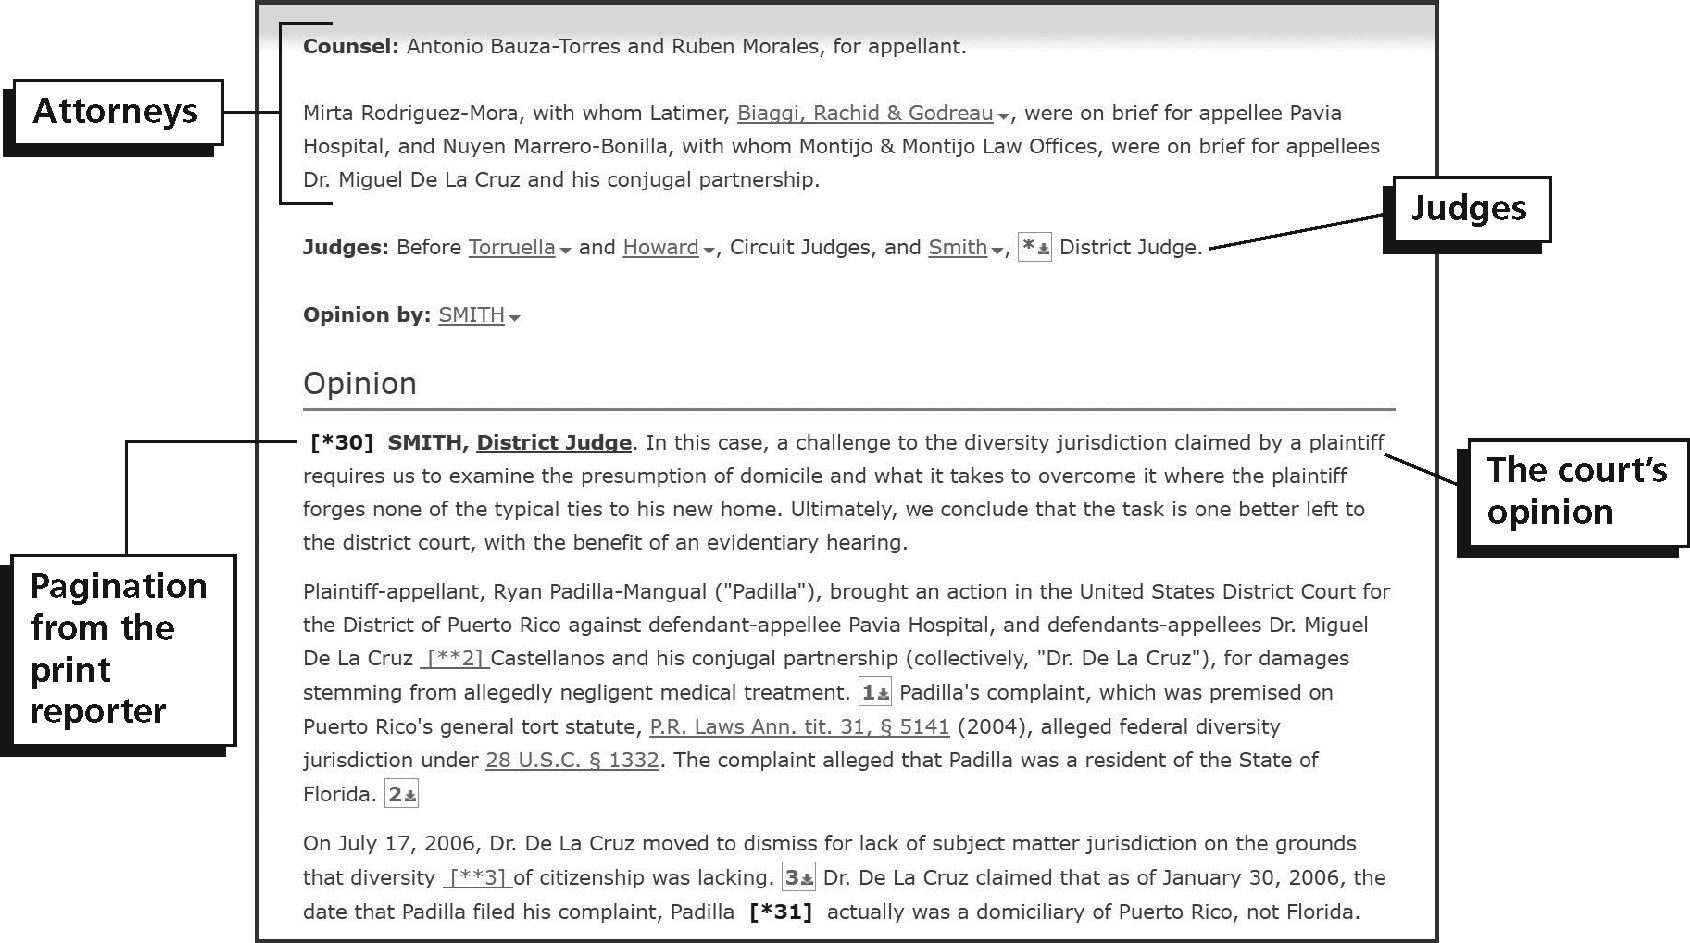 Counsel: Antonio Bauza-Torres and Ruben Morales, for appellant.
Attorneys
Mirta Rodriguez-Mora, with whom Latimer, Biaggi, Rachid & Godreau, were on brief for appellee Pavia
Hospital, and Nuyen Marrero-Bonilla, with whom Montijo & Montijo Law Offices, were on brief for appellees
Dr. Miguel De La Cruz and his conjugal partnership.
Judges
Judges: Before Torruella and Howard, Circuit Judges, and Smith, * District Judge.
Opinion by: SMITH
Opinion
[*30] SMITH, District Judge. In this case, a challenge to the diversity jurisdiction claimed by a plaintiff
requires us to examine the presumption of domicile and what it takes to overcome it where the plaintiff
forges none of the typical ties to his new home. Ultimately, we conclude that the task is one better left to
the district court, with the benefit of an evidentiary hearing.
The court's
opinion
Pagination
from the
print
reporter
Plaintiff-appellant, Ryan Padilla-Mangual ("Padilla"), brought an action in the United States District Court for
the District of Puerto Rico against defendant-appellee Pavia Hospital, and defendants-appellees Dr. Miguel
De La Cruz [**2] Castellanos and his conjugal partnership (collectively, "Dr. De La Cruz"), for damages
stemming from allegedly negligent medical treatment. 1 Padilla's complaint, which was premised on
Puerto Rico's general tort statute, P.R. Laws Ann. tit. 31, § 5141 (2004), alleged federal diversity
jurisdiction under 28 U.S.C. § 1332. The complaint alleged that Padilla was a resident of the State of
Florida. 2
On July 17, 2006, Dr. De La Cruz moved to dismiss for lack of subject matter jurisdiction on the grounds
that diversity [**3] of citizenship was lacking. 3 Dr. De La Cruz claimed that as of January 30, 2006, the
date that Padilla filed his complaint, Padilla [*31] actually was a domiciliary of Puerto Rico, not Florida.